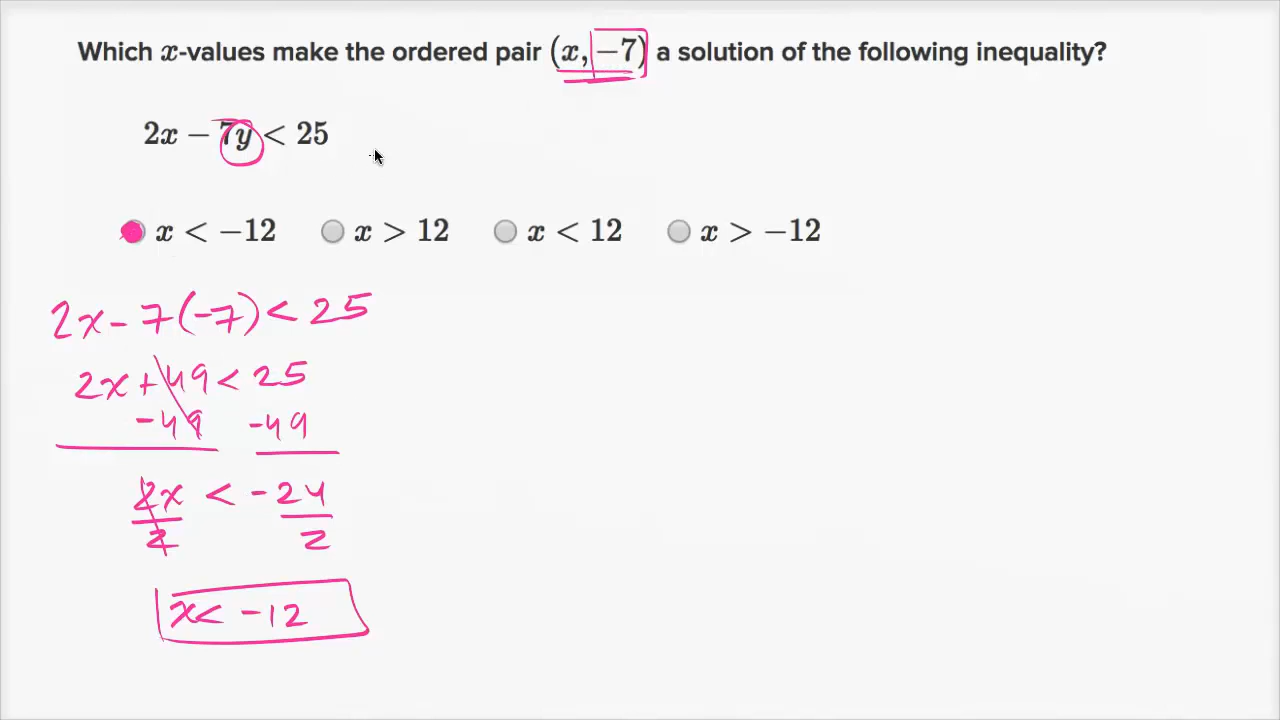 Which x-values make the ordered pair (x, −7) a solution of the following inequality?
2x − 7y < 25
x < −12 x > 12 x < 12 x > −12
2x - 7(-7) < 25
2x + 49 < 25
-49 -49
2x < -24
2 2
x < -12